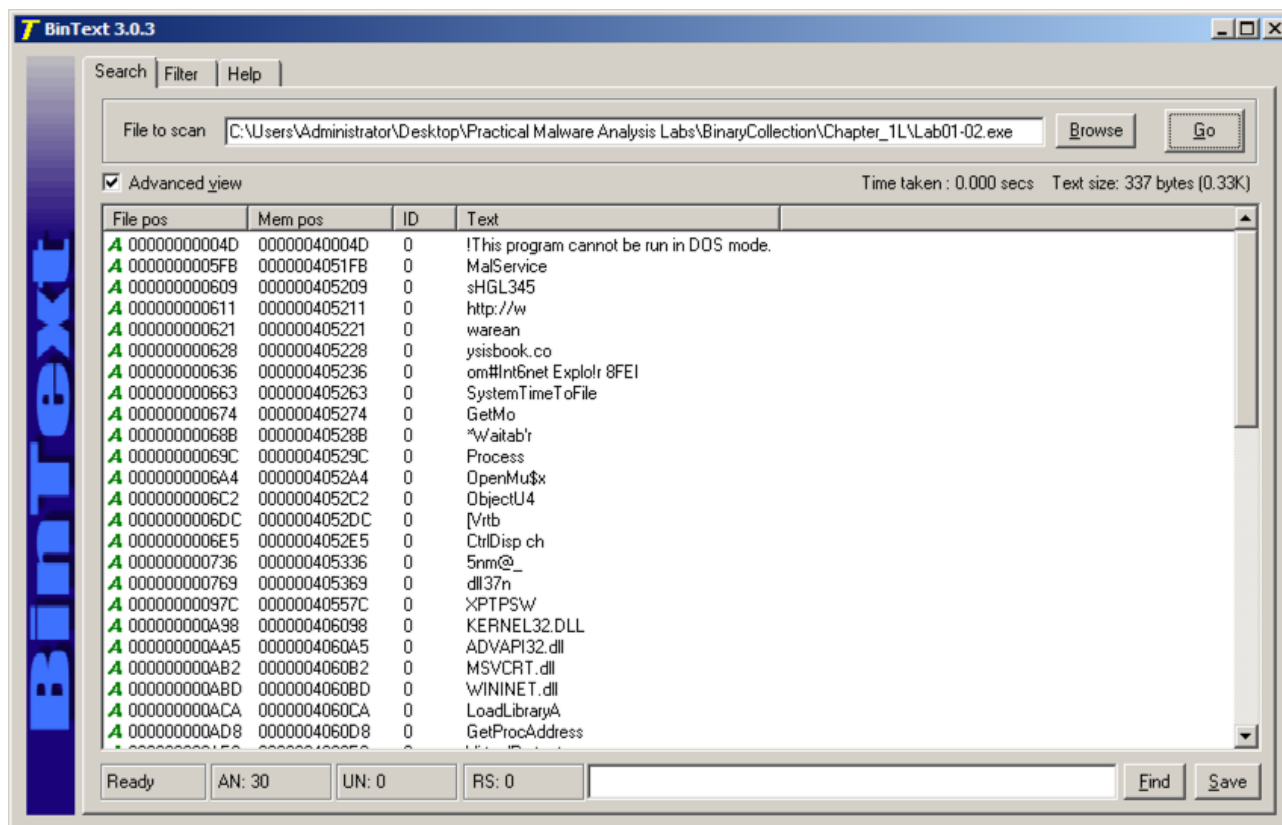 BinText 3.0.3
Search Filter Help
File to scan C:\Users\Administrator\Desktop\Practical Malware Analysis Labs\BinaryCollection\Chapter_1L\Lab01-02.exe Browse Go
Advanced view Time taken : 0.000 secs Text size: 337 bytes (0.33K)
File pos Mem pos ID Text
A 00000000004D 00000040004D 0 !This program cannot be run in DOS mode.
A 0000000005FB 0000004051FB 0 MalService
A 000000000609 000000405209 0 sHGL345
A 000000000611 000000405211 0 http://w
A 000000000621 000000405221 0 warean
A 000000000628 000000405228 0 ysisbook.co
A 000000000636 000000405236 0 om#Int6net Explo!r 8FEI
A 000000000663 000000405263 0 SystemTimeToFile
A 000000000674 000000405274 0 GetMo
A 00000000068B 00000040528B 0 *Waitab'r
A 00000000069C 00000040529C 0 Process
A 0000000006A4 0000004052A4 0 OpenMu$x
A 0000000006C2 0000004052C2 0 ObjectU4
A 0000000006DC 0000004052DC 0 [Vrtb
A 0000000006E5 0000004052E5 0 CtrlDisp ch
A 000000000736 000000405336 0 5nm@_
A 000000000769 000000405369 0 dll37n
A 00000000097C 00000040557C 0 XPTPSW
A 000000000A98 000000406098 0 KERNEL32.DLL
A 000000000AA5 0000004060A5 0 ADVAPI32.dll
A 000000000AB2 0000004060B2 0 MSVCRT.dll
A 000000000ABD 0000004060BD 0 WININET.dll
A 000000000ACA 0000004060CA 0 LoadLibraryA
A 000000000AD8 0000004060D8 0 GetProcAddress
Ready AN: 30 UN: 0 RS: 0 Find Save
BinText